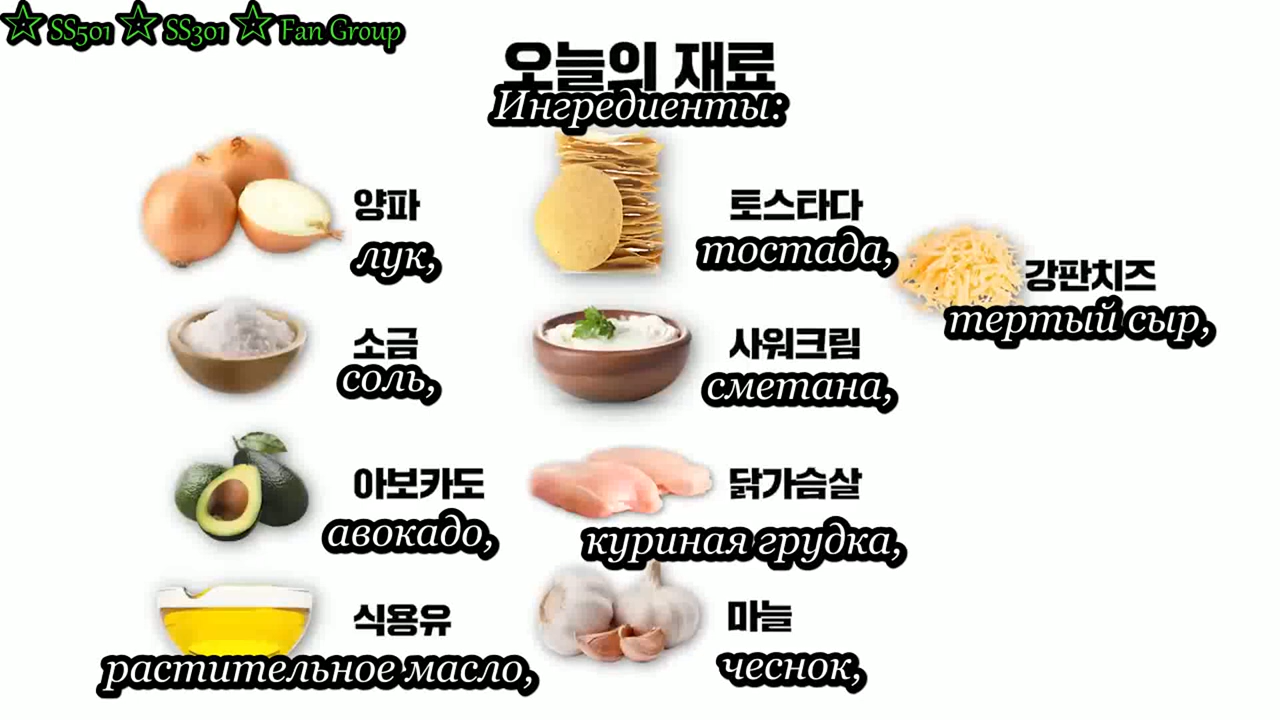 ☆ SS501 ☆ SS301 ☆ Fan Group
오늘의 재료
Ингредиенты:
양파
лук,
토스타다
тостада,
강판치즈
тертый сыр,
소금
соль,
사워크림
сметана,
아보카도
авокадо,
닭가슴살
куриная грудка,
식용유
растительное масло,
마늘
чеснок,